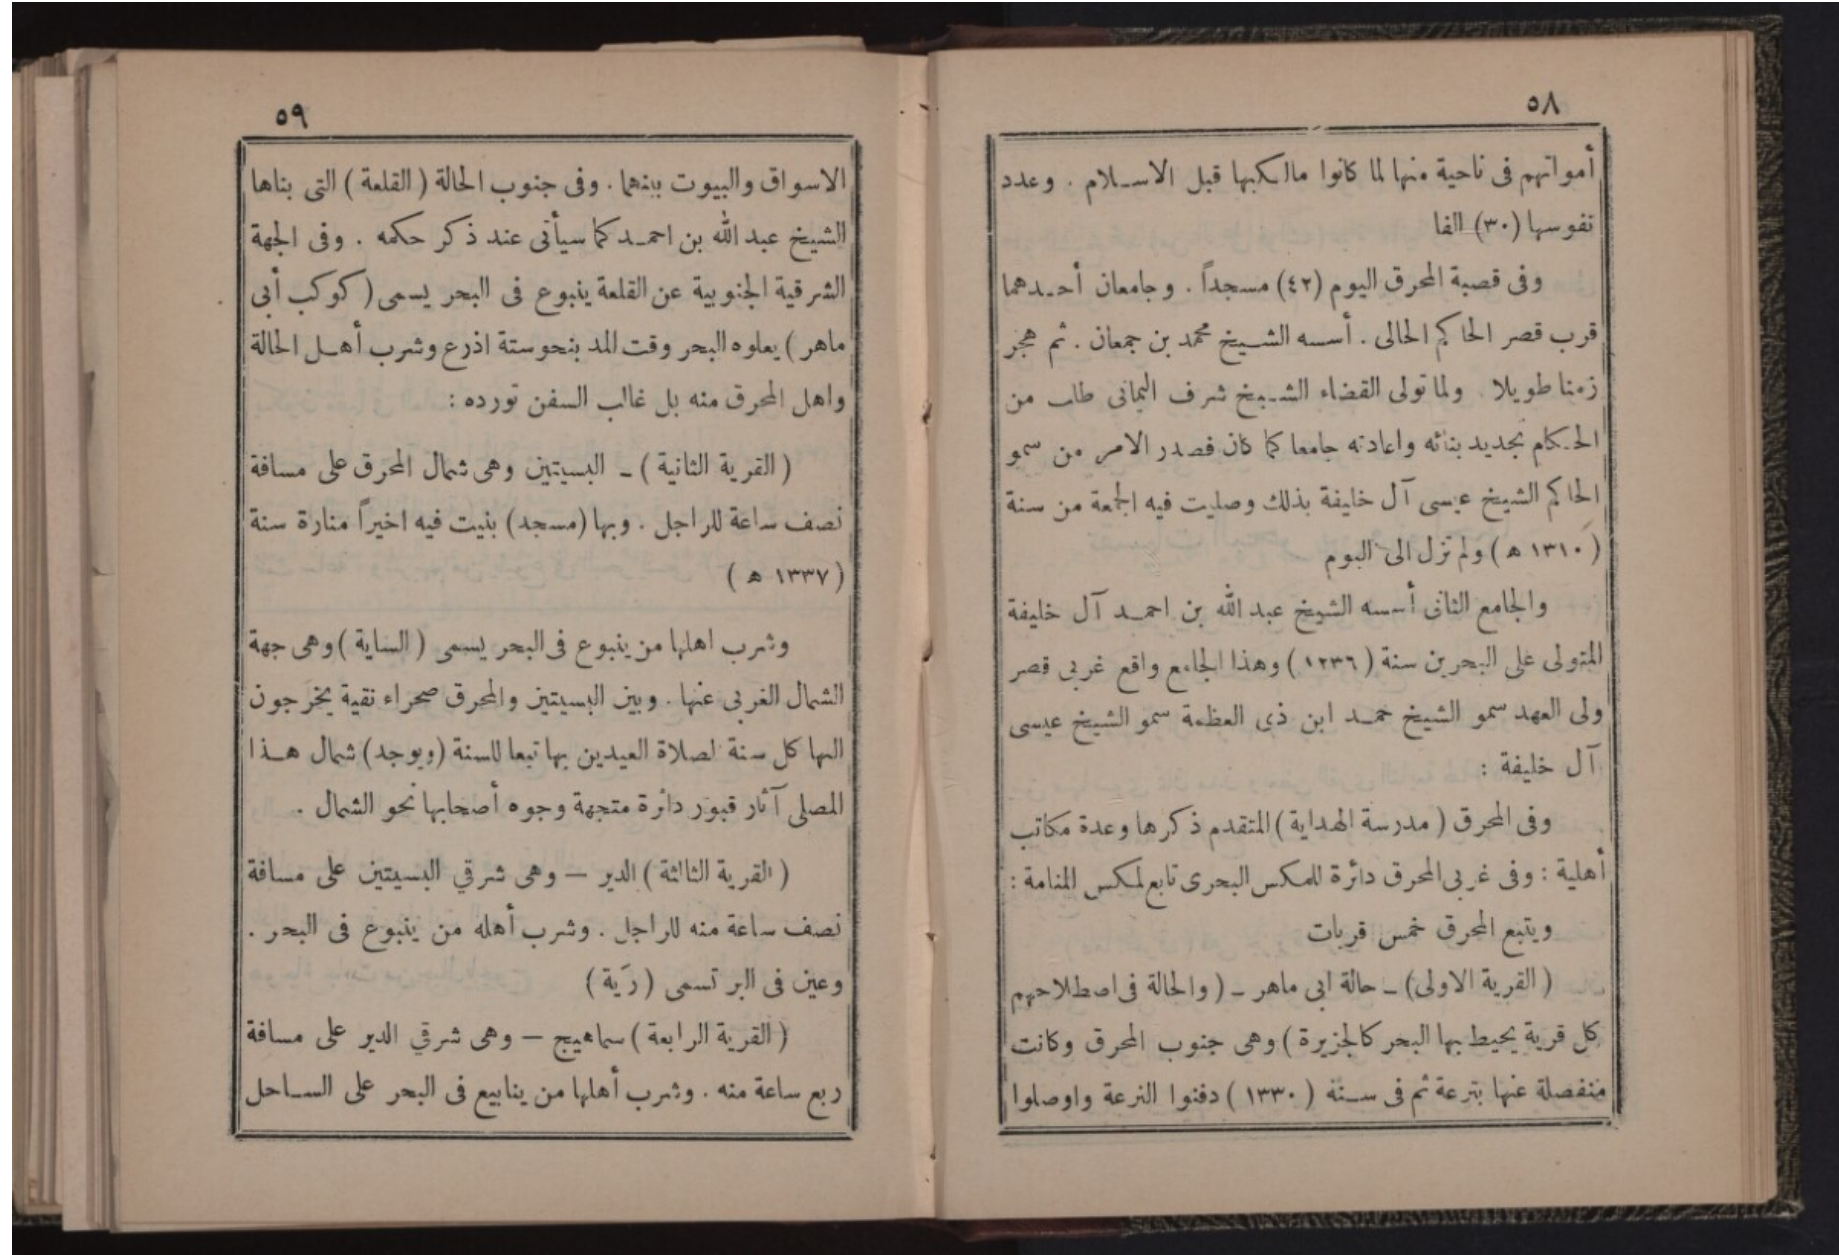 ٥٨
أمواتهم فى ناحية منها لما كانوا مالكيها قبل الاسلام . وعدد
نفوسها (٣٠) الفا
وفى قصبة المحرق اليوم (٤٢) مسجداً . وجامعان أحدهما
قرب قصر الحاكم الحالى . أسسه الشيخ محمد بن جمعان . ثم هجر
زمنا طويلا . ولما تولى القضاء الشيخ شرف اليمانى طلب من
الحكام تجديد بنائه واعادته جامعا كما كان فصدر الامر من سمو
الحاكم الشيخ عيسى آل خليفة بذلك وصليت فيه الجمعة من سنة
(١٣١٠ ھ) ولم تزل الى اليوم
والجامع الثانى أسسه الشيخ عبد الله بن احمد آل خليفة
المتولى على البحرين سنة (١٢٣٦) وهذا الجامع واقع غربى قصر
ولى العهد سمو الشيخ حمد ابن ذى العظمة سمو الشيخ عيسى
آل خليفة :
وفى المحرق (مدرسة الهداية) المتقدم ذكرها وعدة مكاتب
أهلية : وفى غربى المحرق دائرة للمكس البحرى تابع لمكس المنامة :
ويتبع المحرق خمس قريات
(القرية الاولى) ــ حالة ابى ماهر ــ (والحالة فى اصطلاحهم
كل قرية يحيط بها البحر كالجزيرة) وهى جنوب المحرق وكانت
منفصلة عنها بترعة ثم فى سنة (١٣٣٠) دفنوا الترعة واوصلوا
٥٩
الاسواق والبيوت بينهما . وفى جنوب الحالة (القلعة) التى بناها
الشيخ عبد الله بن احمد كما سيأتى عند ذكر حكمه . وفى الجهة
الشرقية الجنوبية عن القلعة ينبوع فى البحر يسمى (كوكب أبى
ماهر) يعلوه البحر وقت المد بنحو ستة اذرع وشرب أهل الحالة
واهل المحرق منه بل غالب السفن تورده :
(القرية الثانية) ــ البسيتين وهى شمال المحرق على مسافة
نصف ساعة للراجل . وبها (مسجد) بنيت فيه اخيراً منارة سنة
(١٣٣٧ ھ)
وشرب اهلها من ينبوع فى البحر يسمى (الساية) وهى جهة
الشمال الغربى عنها . وبين البسيتين والمحرق صحراء نقية يخرجون
اليها كل سنة لصلاة العيدين بها تبعا للسنة (ويوجد) شمال هذا
المصلى آثار قبور دائرة متجهة وجوه أصحابها نحو الشمال .
(القرية الثالثة) الدير — وهى شرقي البسيتين على مسافة
نصف ساعة منه للراجل . وشرب أهله من ينبوع فى البحر .
وعين فى البر تسمى (رَية)
(القرية الرابعة) سماهيج — وهى شرقي الدير على مسافة
ربع ساعة منه . وشرب أهلها من ينابيع فى البحر على الساحل